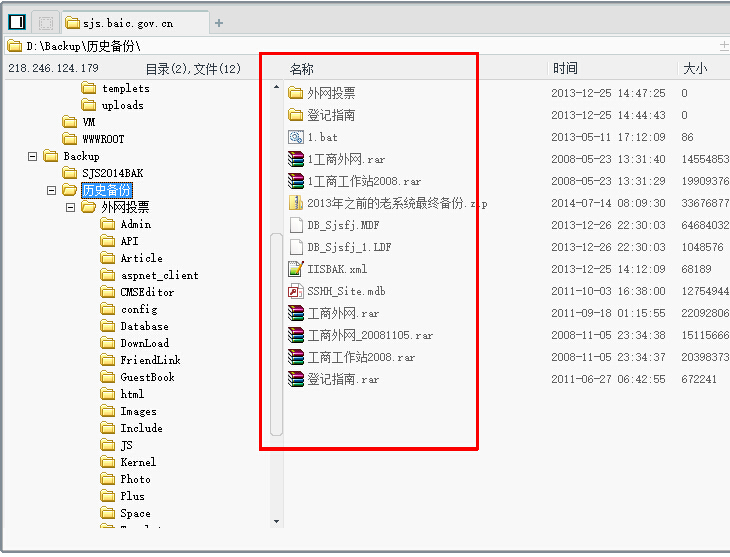 sjs.baic.gov.cn
D:\Backup\历史备份\
218.246.124.179 目录(2),文件(12) 名称 时间 大小
templets
uploads
VM
WWWROOT
Backup
SJS2014BAK
历史备份
外网投票
Admin
API
Article
aspnet_client
CMSEditor
config
Database
DownLoad
FriendLink
GuestBook
html
Images
Include
JS
Kernel
Photo
Plus
Space
外网投票 2013-12-25 14:47:25 0
登记指南 2013-12-25 14:44:43 0
1.bat 2013-05-11 17:12:09 86
1工商外网.rar 2008-05-23 13:31:40 14554853
1工商工作站2008.rar 2008-05-23 13:31:29 19909376
2013年之前的老系统最终备份.zip 2014-07-14 08:09:30 33676877
DB_Sjsfj.MDF 2013-12-26 22:30:03 64684032
DB_Sjsfj_1.LDF 2013-12-26 22:30:03 1048576
IISBAK.xml 2013-12-25 14:12:09 68189
SSHH_Site.mdb 2011-10-03 16:38:00 12754944
工商外网.rar 2011-09-18 01:15:55 22092806
工商外网_20081105.rar 2008-11-05 23:34:38 15115666
工商工作站2008.rar 2008-11-05 23:34:37 20398373
登记指南.rar 2011-06-27 06:42:55 672241